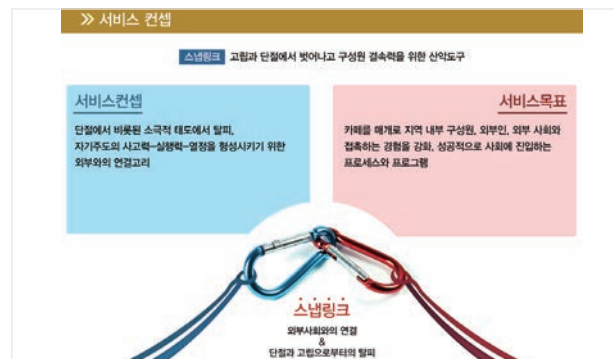 » 서비스 컨셉
스냅링크 고립과 단절에서 벗어나고 구성원 결속력을 위한 산악도구
서비스컨셉
단절에서 비롯된 소극적 태도에서 탈피,
자기주도의 사고력-실행력-열정을 형성시키기 위한
외부와의 연결고리
서비스목표
카페를 매개로 지역 내부 구성원, 외부인, 외부 사회와
접촉하는 경험을 강화, 성공적으로 사회에 진입하는
프로세스와 프로그램
스냅링크
외부사회와의 연결
&
단절과 고립으로부터의 탈피